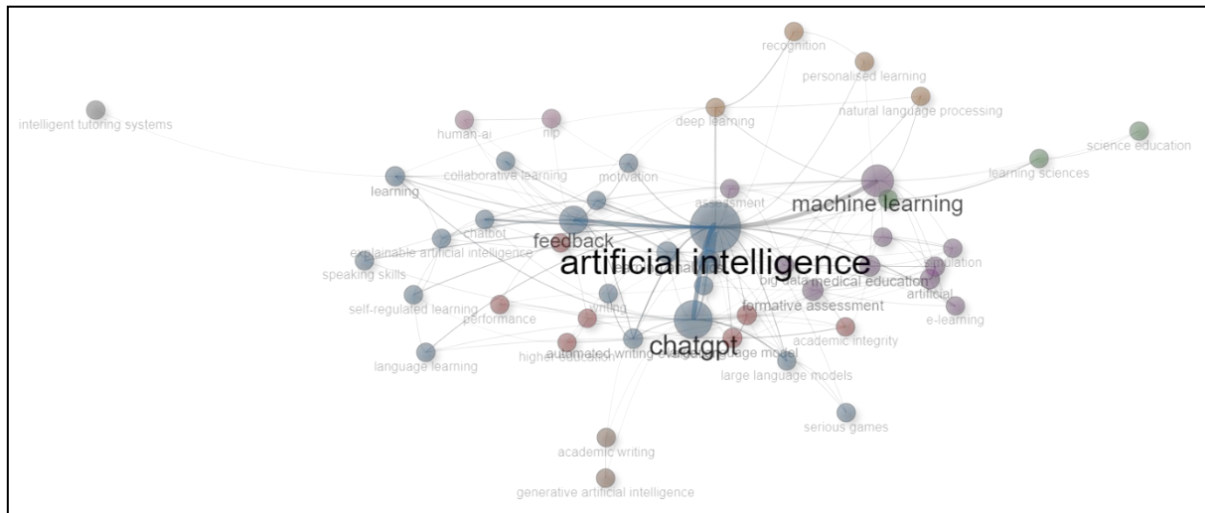 recognition
personalised learning
natural language processing
intelligent tutoring systems
deep learning
human-ai
nlp
science education
learning sciences
collaborative learning
motivation
learning
assessment
machine learning
chatbot
feedback
explainable artificial intelligence
artificial intelligence
simulation
speaking skills
big data
medical education
artificial
self-regulated learning
writing
formative assessment
e-learning
performance
academic integrity
chatgpt
automated writing
language model
higher education
language learning
large language models
serious games
academic writing
generative artificial intelligence